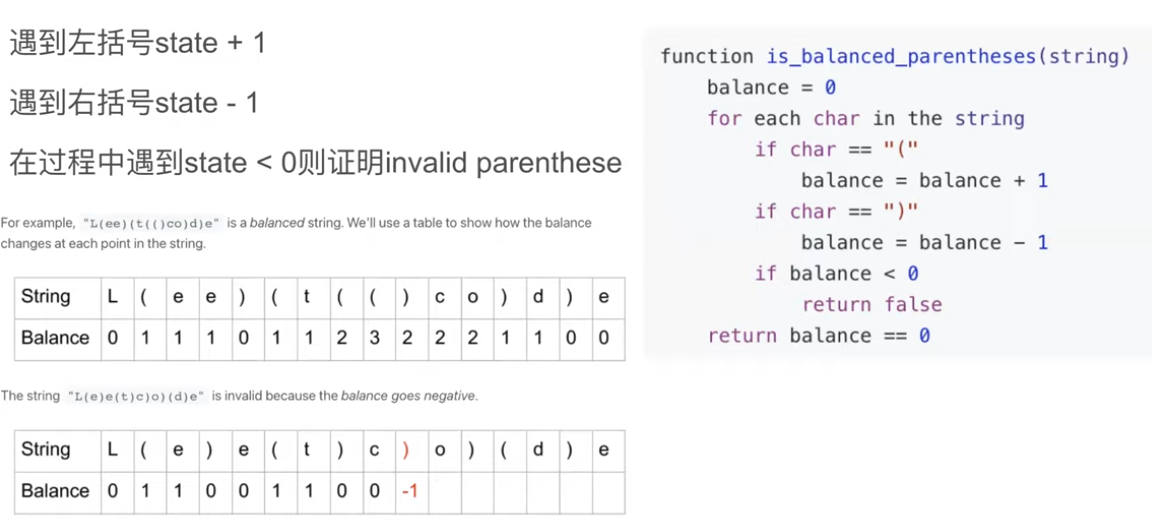 遇到左括号state + 1
遇到右括号state - 1
在过程中遇到state < 0则证明invalid parenthese
For example, "L(ee)(t(()co)d)e" is a balanced string. We'll use a table to show how the balance
changes at each point in the string.
String L ( e e ) ( t ( ( ) c o ) d ) e
Balance 0 1 1 1 0 1 1 2 3 2 2 2 1 1 0 0
The string "L(e)e(t)c)o)(d)e" is invalid because the balance goes negative.
String L ( e ) e ( t ) c ) o ) ( d ) e
Balance 0 1 1 0 0 1 1 0 0 -1
function is_balanced_parentheses(string)
balance = 0
for each char in the string
if char == "("
balance = balance + 1
if char == ")"
balance = balance - 1
if balance < 0
return false
return balance == 0